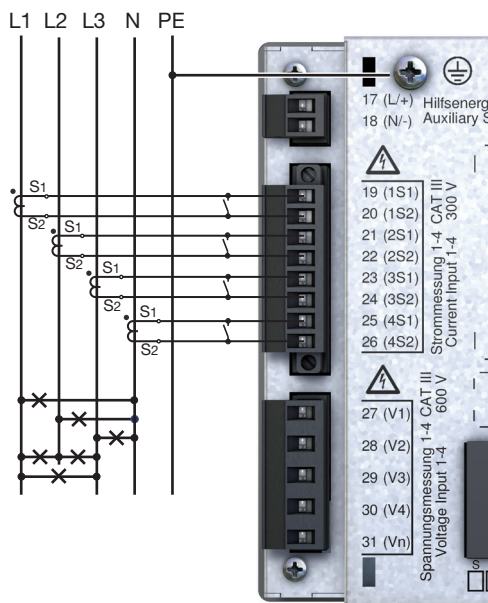 L1 L2 L3 N PE
17 (L/+) Hilfsenerg
18 (N/-) Auxiliary S
S1
S2
S1
S2
S1
S2
S1
S2
19 (1S1)
20 (1S2)
21 (2S1)
22 (2S2)
23 (3S1)
24 (3S2)
25 (4S1)
26 (4S2)
Strommessung 1-4 CAT III
Current Input 1-4 300 V
27 (V1)
28 (V2)
29 (V3)
30 (V4)
31 (Vn)
Spannungsmessung 1-4 CAT III
Voltage Input 1-4 600 V
S